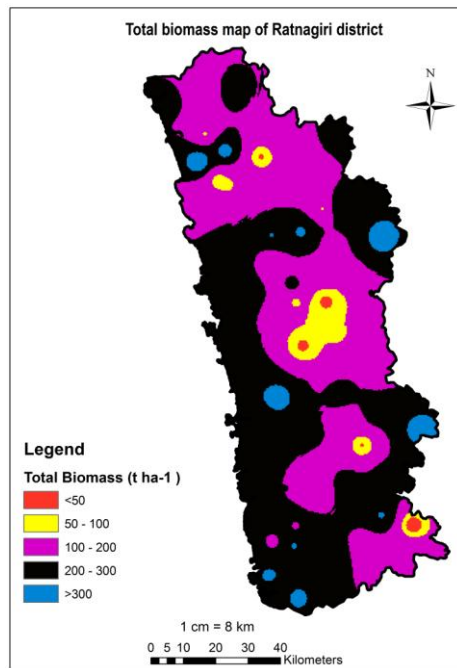 Total biomass map of Ratnagiri district
N
Legend
Total Biomass (t ha-1 )
<50
50 - 100
100 - 200
200 - 300
>300
1 cm = 8 km
0 5 10 20 30 40
Kilometers